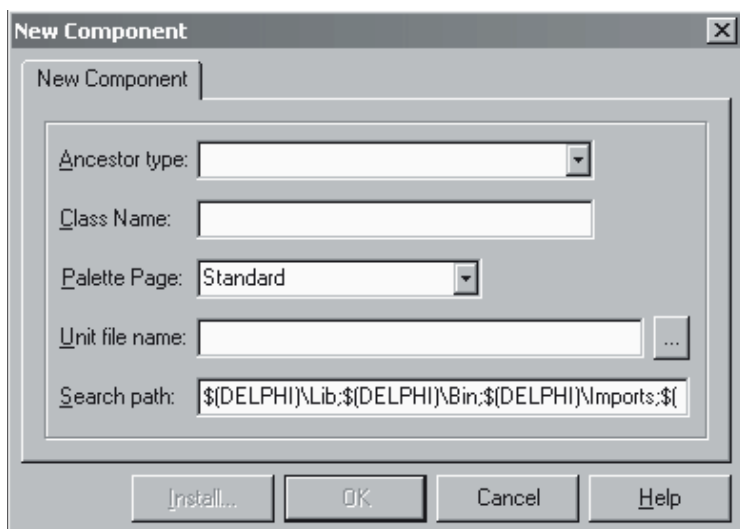 New Component
New Component
Ancestor type:
Class Name:
Palette Page: Standard
Unit file name: ...
Search path: $(DELPHI)\Lib;$(DELPHI)\Bin;$(DELPHI)\Imports;$(
Install... OK Cancel Help